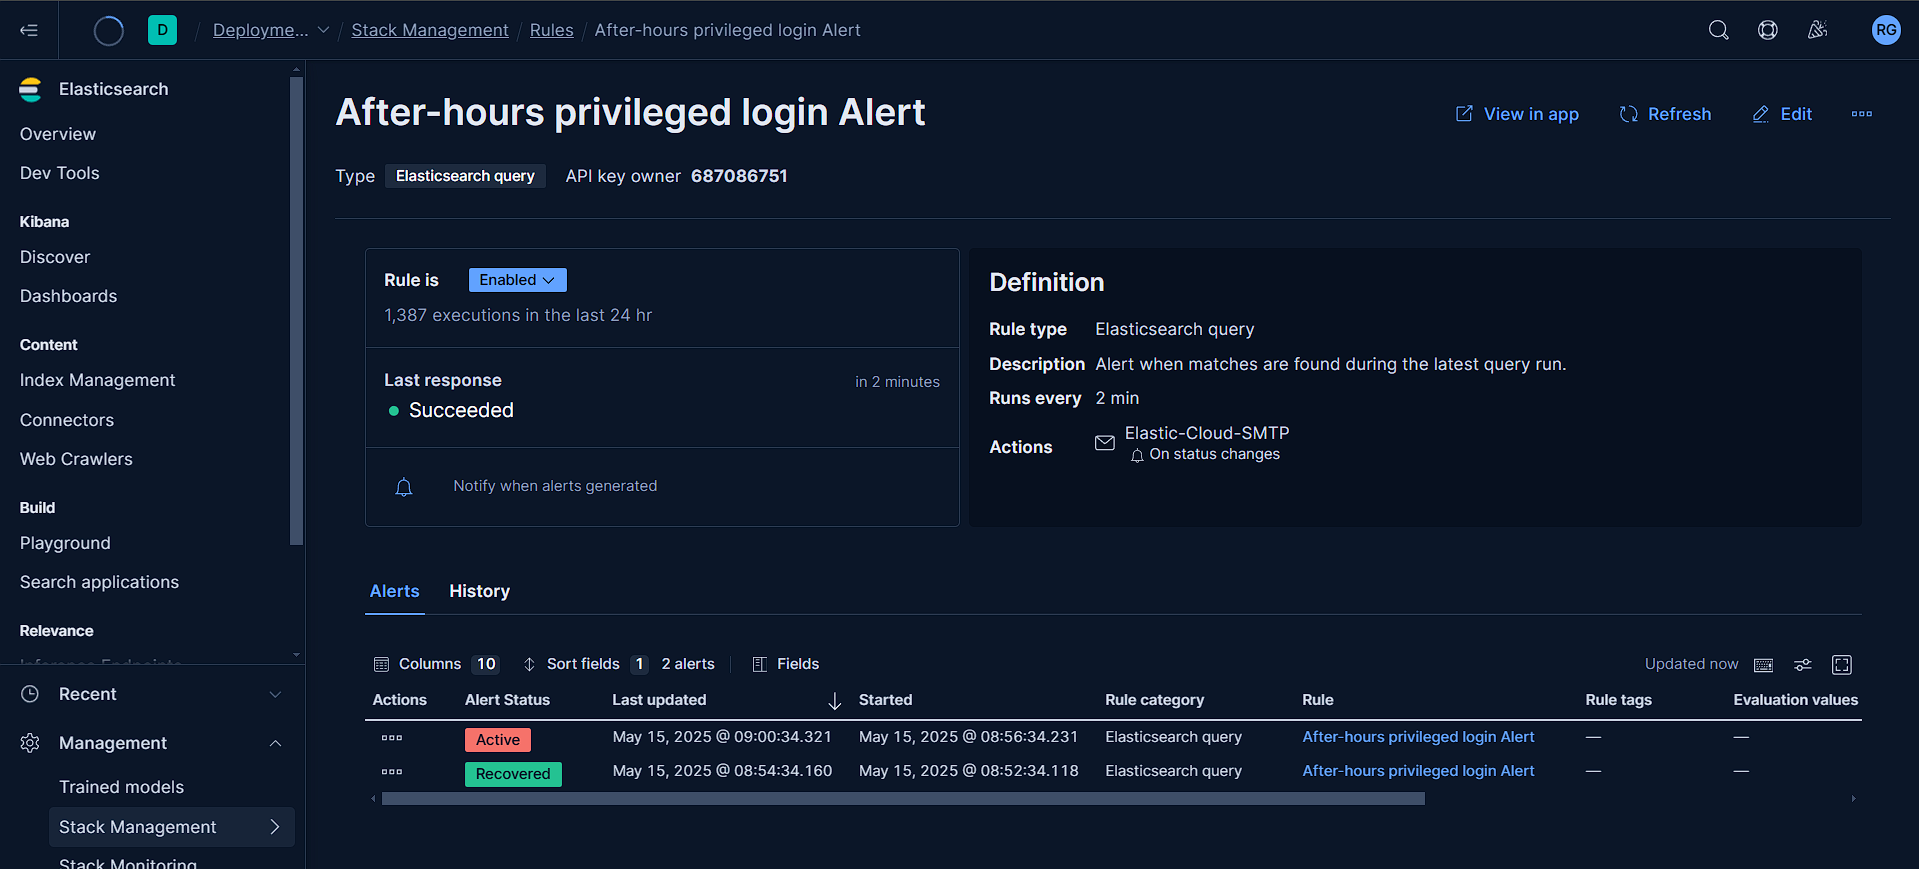 D / Deployme... / Stack Management / Rules / After-hours privileged login Alert RG
Elasticsearch
Overview
Dev Tools
Kibana
Discover
Dashboards
Content
Index Management
Connectors
Web Crawlers
Build
Playground
Search applications
Relevance
Inference Endpoints
Recent
Management
Trained models
Stack Management
Stack Monitoring
After-hours privileged login Alert
View in app Refresh Edit
Type Elasticsearch query API key owner 687086751
Rule is Enabled
1,387 executions in the last 24 hr
Last response in 2 minutes
Succeeded
Notify when alerts generated
Definition
Rule type Elasticsearch query
Description Alert when matches are found during the latest query run.
Runs every 2 min
Actions Elastic-Cloud-SMTP
On status changes
Alerts History
Columns 10 Sort fields 1 2 alerts Fields Updated now
Actions Alert Status Last updated Started Rule category Rule Rule tags Evaluation values
Active May 15, 2025 @ 09:00:34.321 May 15, 2025 @ 08:56:34.231 Elasticsearch query After-hours privileged login Alert — —
Recovered May 15, 2025 @ 08:54:34.160 May 15, 2025 @ 08:52:34.118 Elasticsearch query After-hours privileged login Alert — —